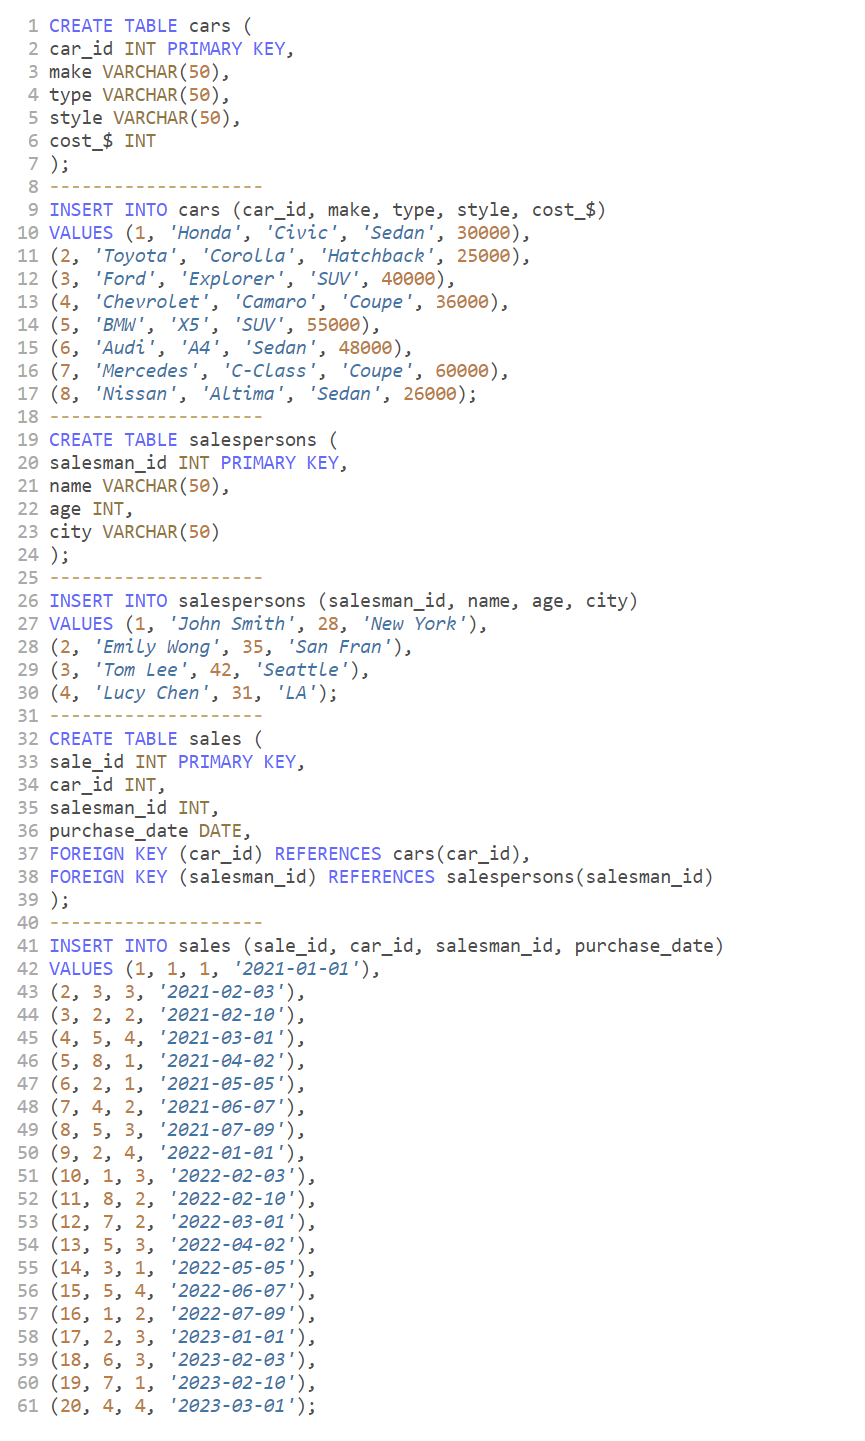 1 CREATE TABLE cars (
2 car_id INT PRIMARY KEY,
3 make VARCHAR(50),
4 type VARCHAR(50),
5 style VARCHAR(50),
6 cost_$ INT
7 );
8 --------------------
9 INSERT INTO cars (car_id, make, type, style, cost_$)
10 VALUES (1, 'Honda', 'Civic', 'Sedan', 30000),
11 (2, 'Toyota', 'Corolla', 'Hatchback', 25000),
12 (3, 'Ford', 'Explorer', 'SUV', 40000),
13 (4, 'Chevrolet', 'Camaro', 'Coupe', 36000),
14 (5, 'BMW', 'X5', 'SUV', 55000),
15 (6, 'Audi', 'A4', 'Sedan', 48000),
16 (7, 'Mercedes', 'C-Class', 'Coupe', 60000),
17 (8, 'Nissan', 'Altima', 'Sedan', 26000);
18 --------------------
19 CREATE TABLE salespersons (
20 salesman_id INT PRIMARY KEY,
21 name VARCHAR(50),
22 age INT,
23 city VARCHAR(50)
24 );
25 --------------------
26 INSERT INTO salespersons (salesman_id, name, age, city)
27 VALUES (1, 'John Smith', 28, 'New York'),
28 (2, 'Emily Wong', 35, 'San Fran'),
29 (3, 'Tom Lee', 42, 'Seattle'),
30 (4, 'Lucy Chen', 31, 'LA');
31 --------------------
32 CREATE TABLE sales (
33 sale_id INT PRIMARY KEY,
34 car_id INT,
35 salesman_id INT,
36 purchase_date DATE,
37 FOREIGN KEY (car_id) REFERENCES cars(car_id),
38 FOREIGN KEY (salesman_id) REFERENCES salespersons(salesman_id)
39 );
40 --------------------
41 INSERT INTO sales (sale_id, car_id, salesman_id, purchase_date)
42 VALUES (1, 1, 1, '2021-01-01'),
43 (2, 3, 3, '2021-02-03'),
44 (3, 2, 2, '2021-02-10'),
45 (4, 5, 4, '2021-03-01'),
46 (5, 8, 1, '2021-04-02'),
47 (6, 2, 1, '2021-05-05'),
48 (7, 4, 2, '2021-06-07'),
49 (8, 5, 3, '2021-07-09'),
50 (9, 2, 4, '2022-01-01'),
51 (10, 1, 3, '2022-02-03'),
52 (11, 8, 2, '2022-02-10'),
53 (12, 7, 2, '2022-03-01'),
54 (13, 5, 3, '2022-04-02'),
55 (14, 3, 1, '2022-05-05'),
56 (15, 5, 4, '2022-06-07'),
57 (16, 1, 2, '2022-07-09'),
58 (17, 2, 3, '2023-01-01'),
59 (18, 6, 3, '2023-02-03'),
60 (19, 7, 1, '2023-02-10'),
61 (20, 4, 4, '2023-03-01');